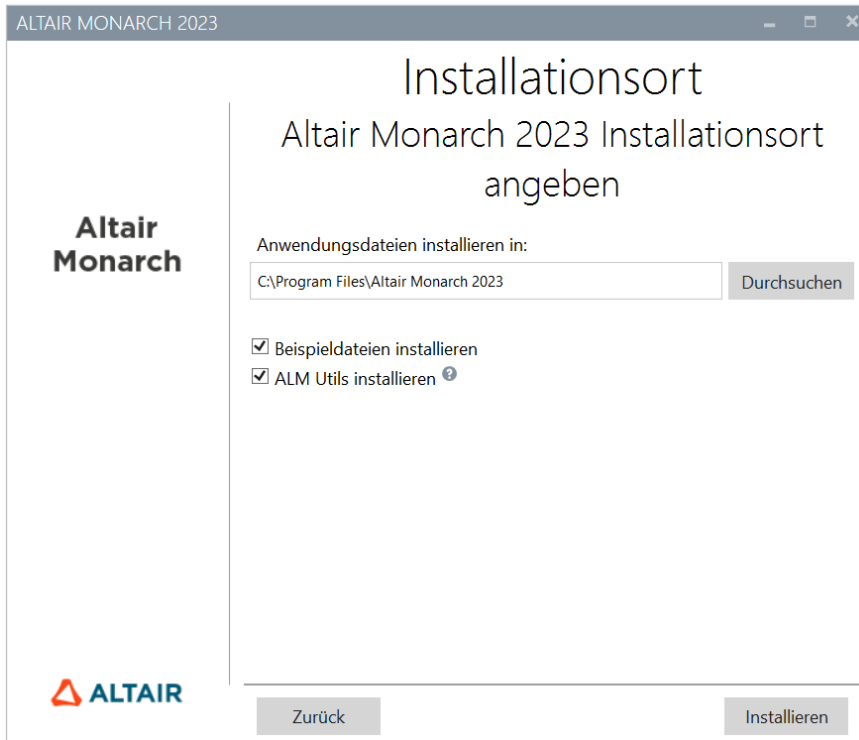 ALTAIR MONARCH 2023
Installationsort
Altair Monarch 2023 Installationsort
angeben
Altair
Monarch
Anwendungsdateien installieren in:
C:\Program Files\Altair Monarch 2023
Durchsuchen
Beispieldateien installieren
ALM Utils installieren ?
ALTAIR
Zurück
Installieren